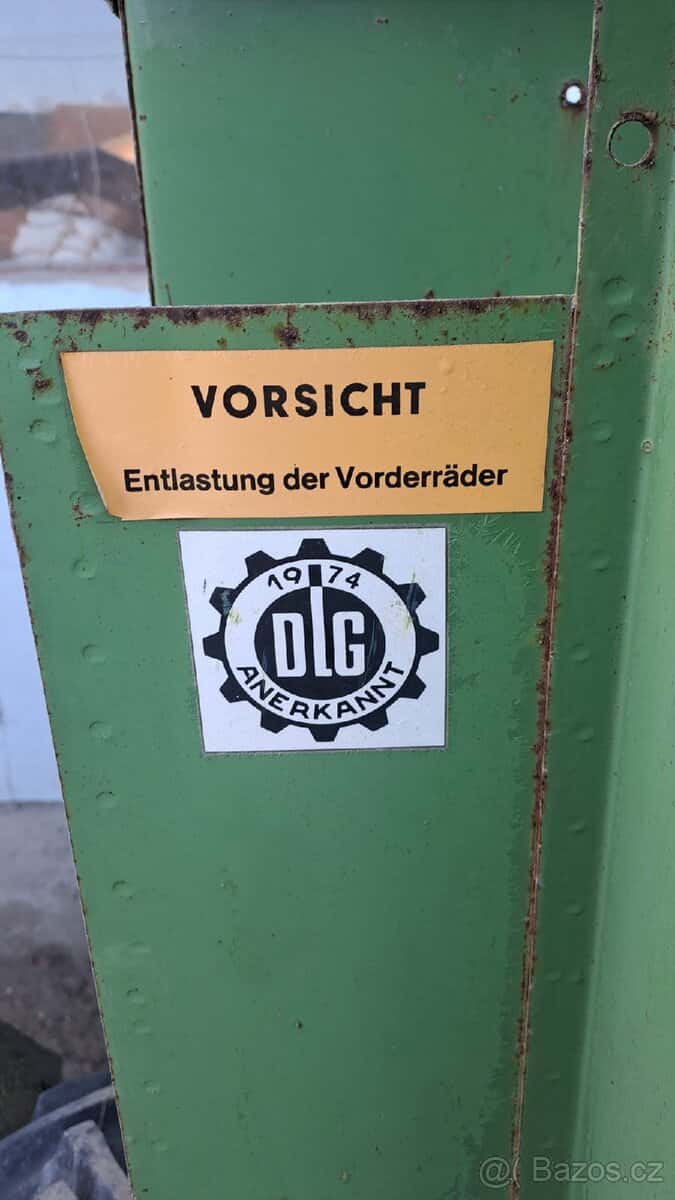 VORSICHT
Entlastung der Vorderräder
1974
DLG
ANERKANNT
@ Bazos.cz